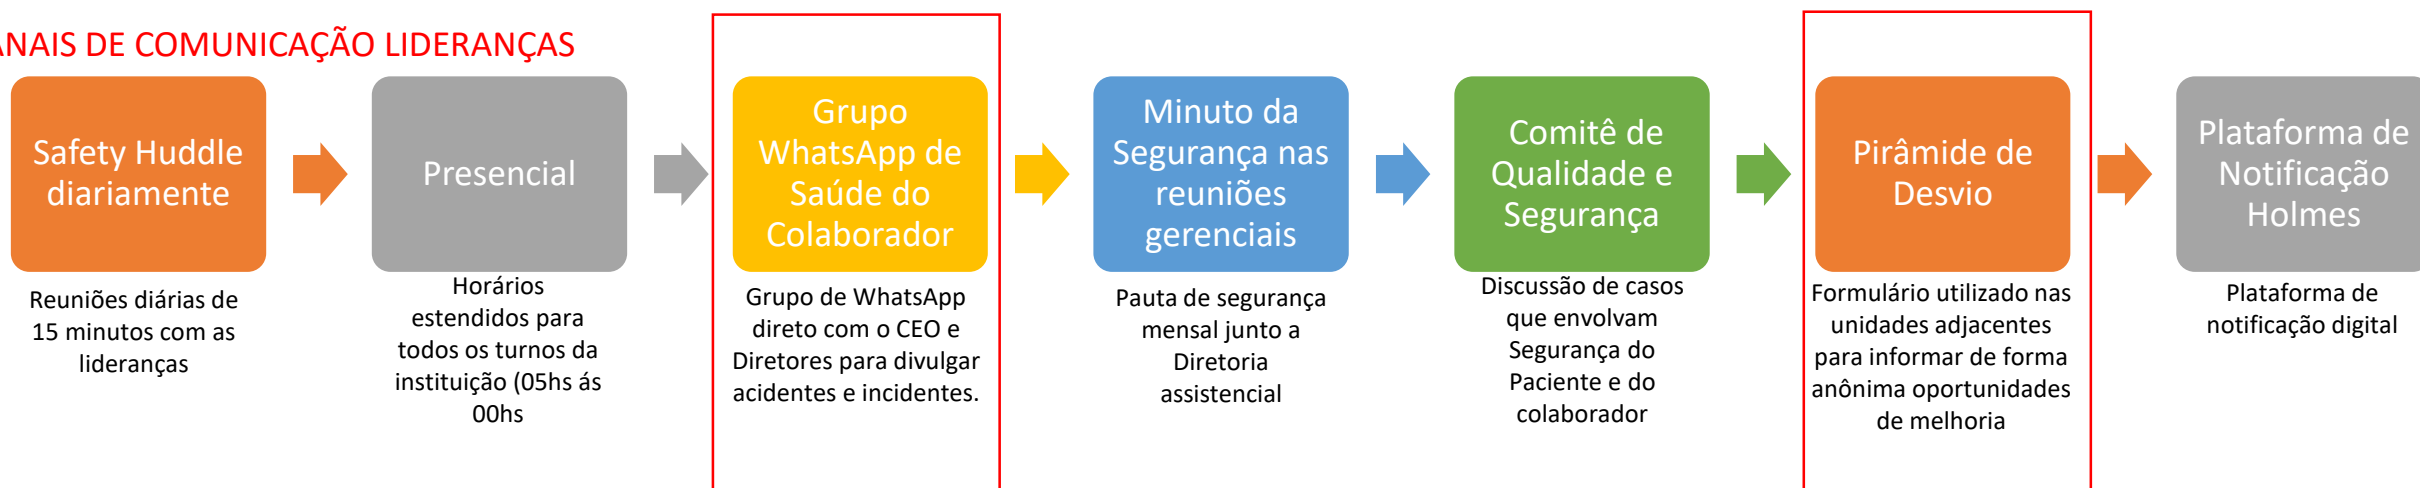 ANAIS DE COMUNICAÇÃO LIDERANÇAS
Safety Huddle
diariamente
Reuniões diárias de
15 minutos com as
lideranças
Presencial
Horários
estendidos para
todos os turnos da
instituição (05hs ás
00hs
Grupo
WhatsApp de
Saúde do
Colaborador
Grupo de WhatsApp
direto com o CEO e
Diretores para divulgar
acidentes e incidentes.
Minuto da
Segurança nas
reuniões
gerenciais
Pauta de segurança
mensal junto a
Diretoria
assistencial
Comitê de
Qualidade e
Segurança
Discussão de casos
que envolvam
Segurança do
Paciente e do
colaborador
Pirâmide de
Desvio
Formulário utilizado nas
unidades adjacentes
para informar de forma
anônima oportunidades
de melhoria
Plataforma de
Notificação
Holmes
Plataforma de
notificação digital